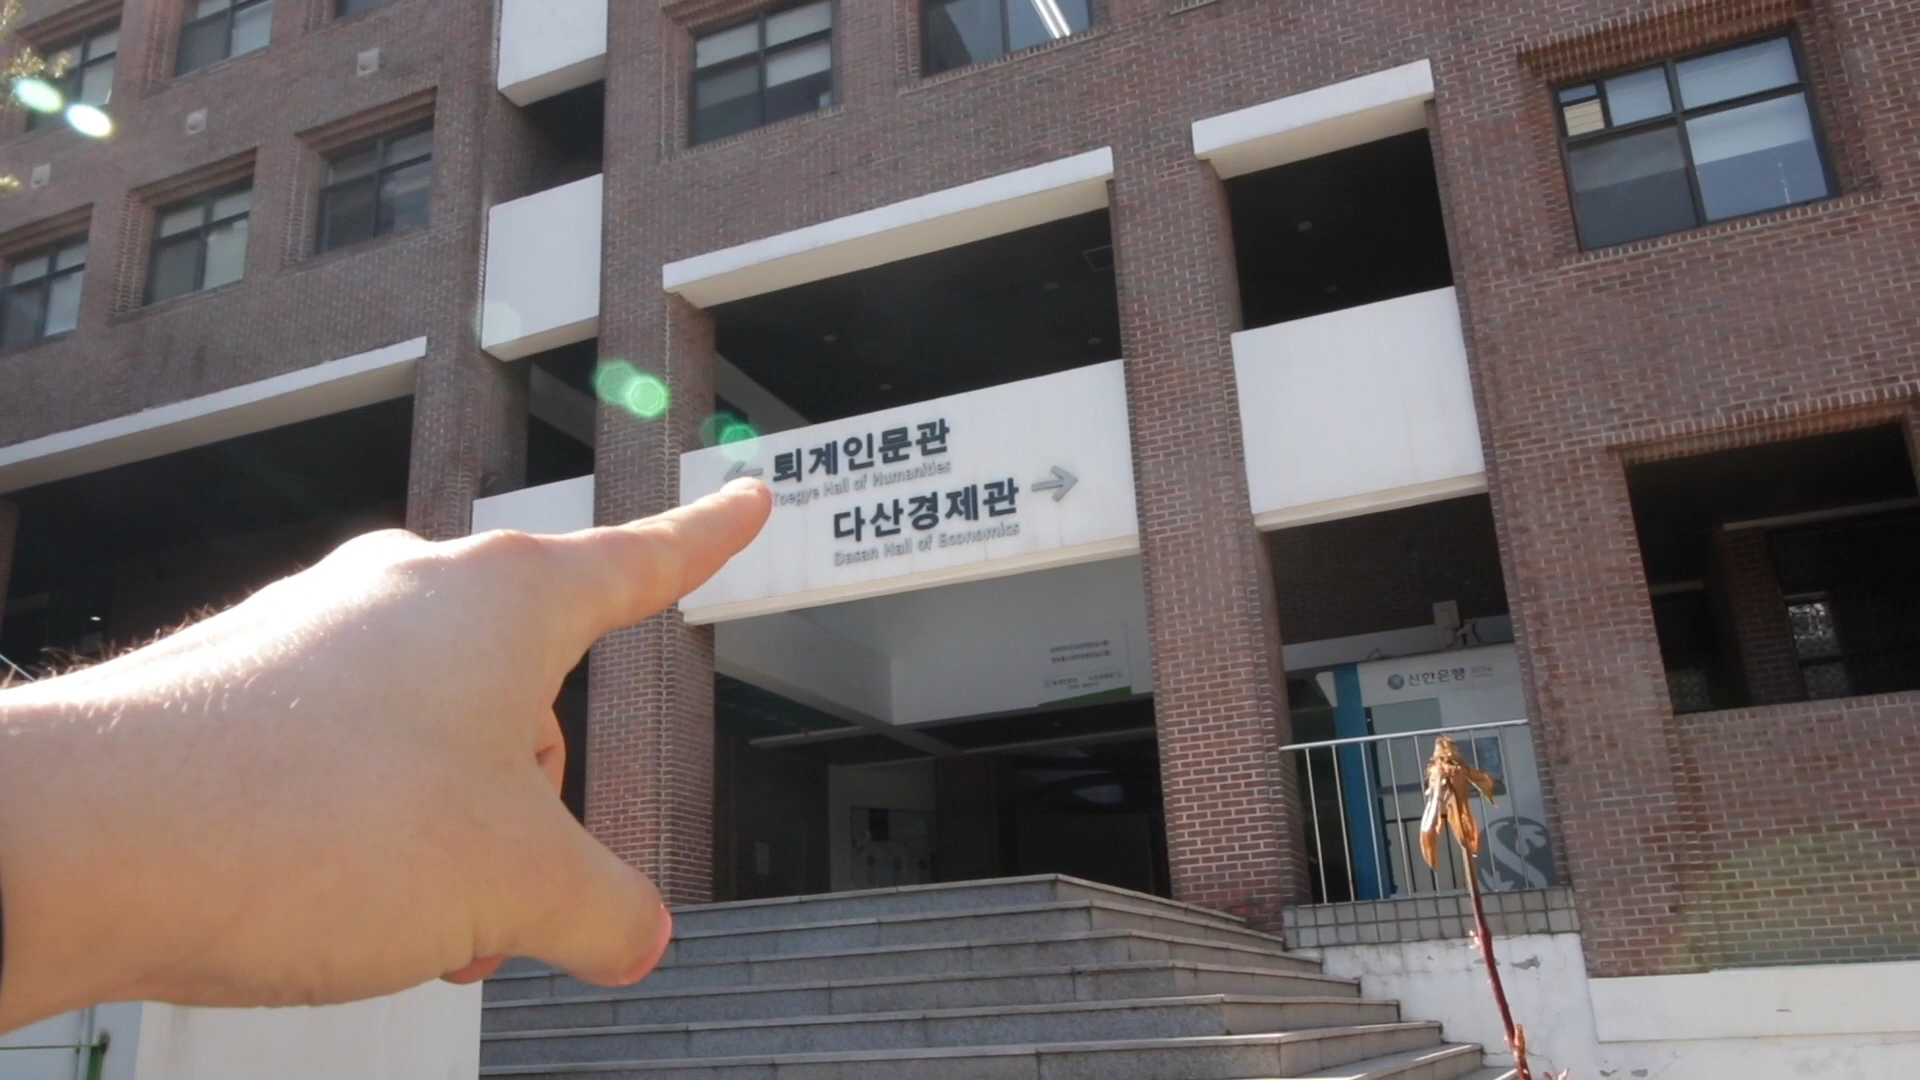 ← 퇴계인문관
Toegye Hall of Humanities
다산경제관 →
Dasan Hall of Economics
신한은행